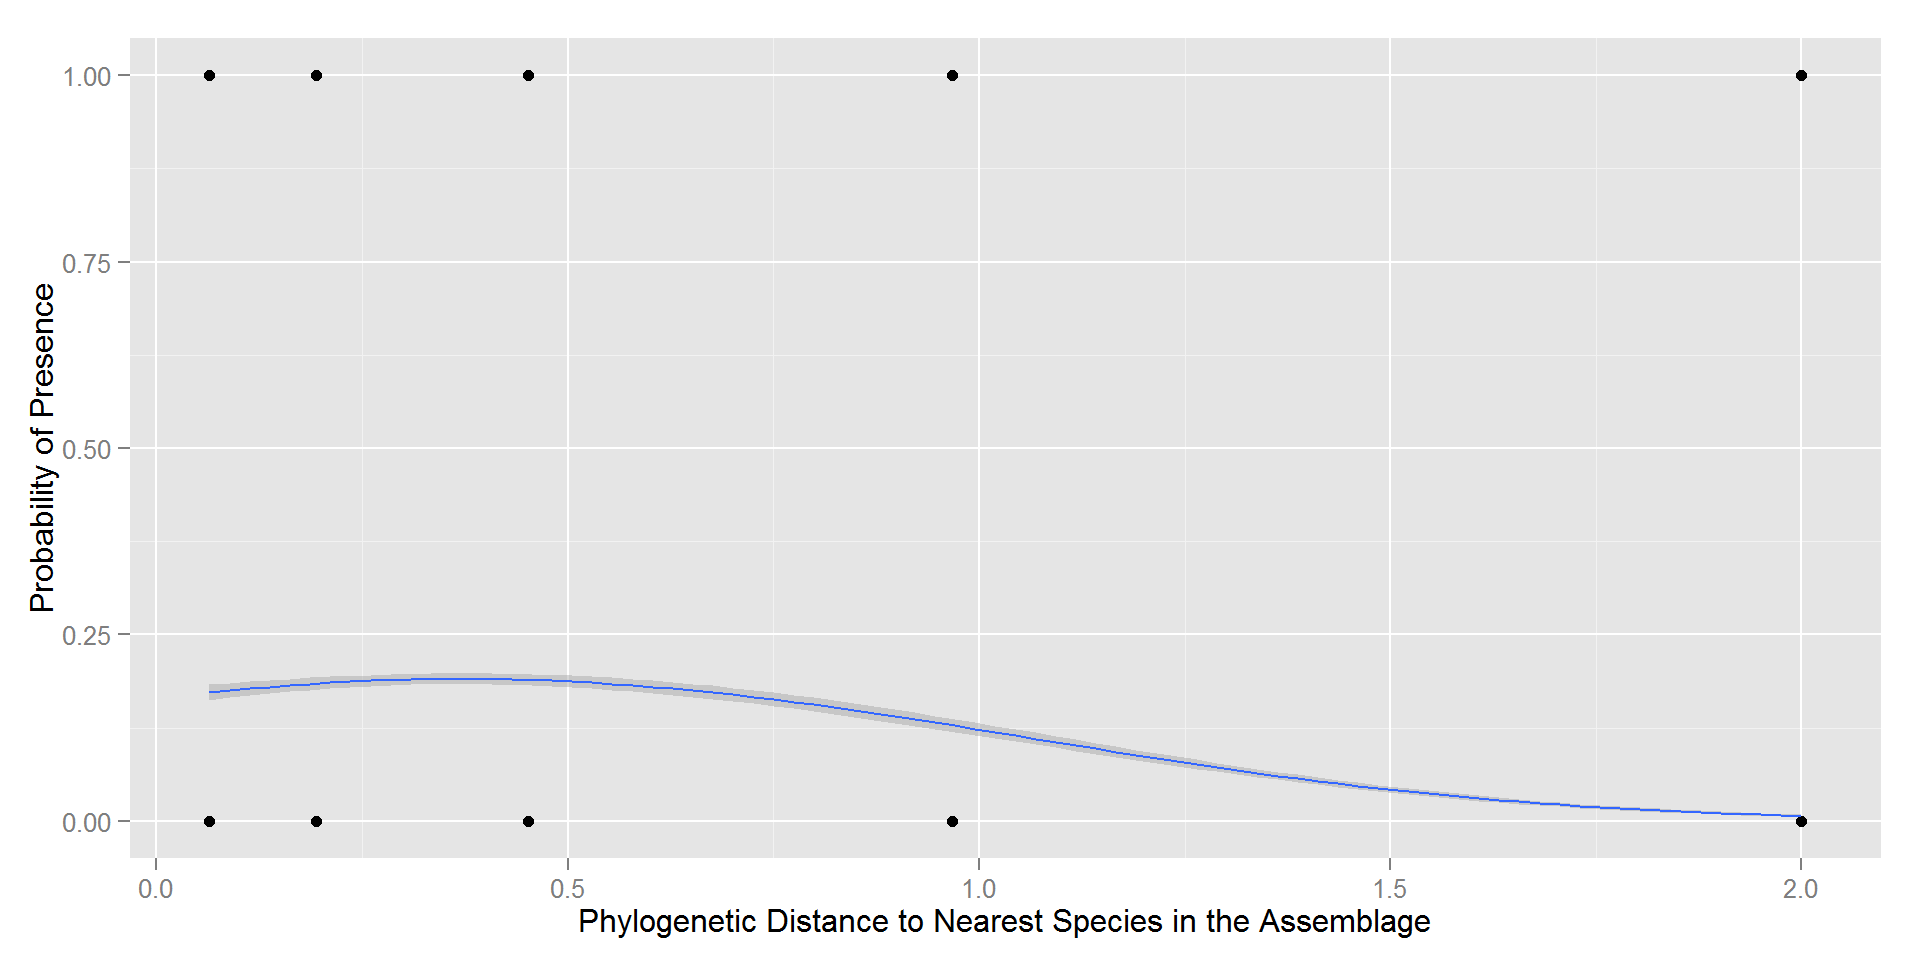 Probability of Presence
1.00
0.75
0.50
0.25
0.00
0.0 0.5 1.0 1.5 2.0
Phylogenetic Distance to Nearest Species in the Assemblage